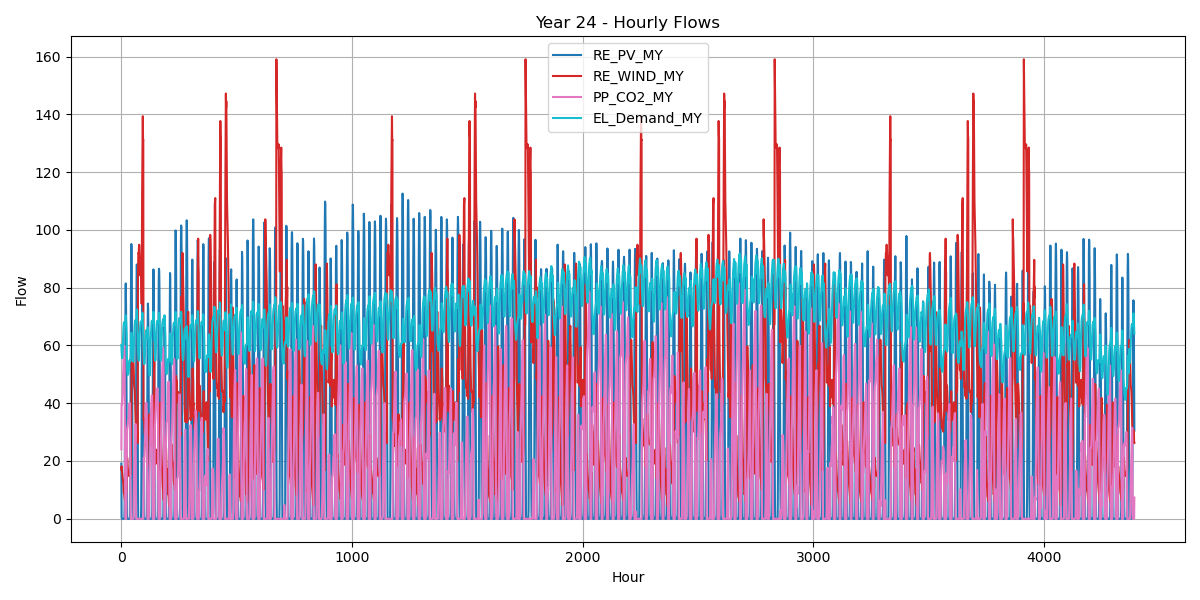 Year 24 - Hourly Flows
RE_PV_MY
RE_WIND_MY
PP_CO2_MY
EL_Demand_MY
Flow
160
140
120
100
80
60
40
20
0
0 1000 2000 3000 4000
Hour